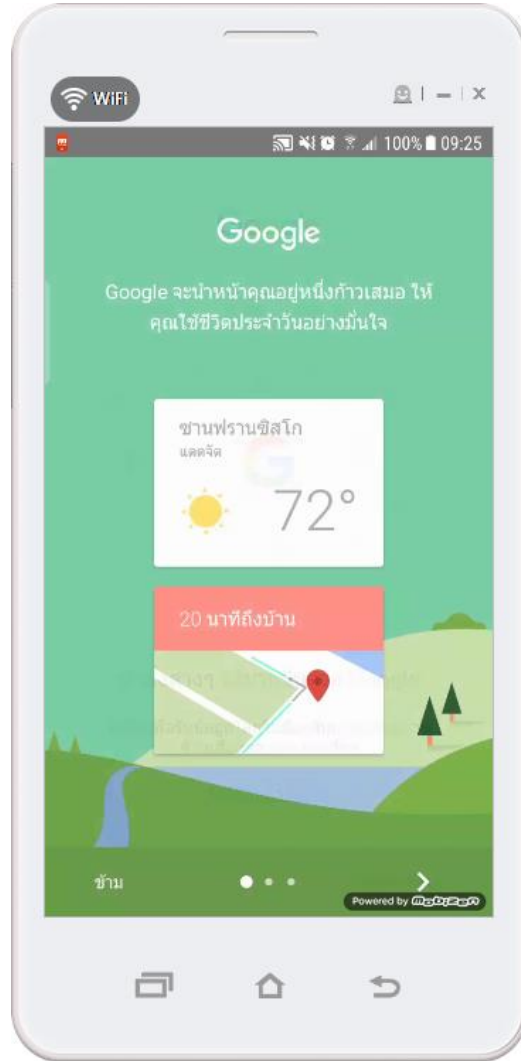 WiFi
100% 09:25
Google
Google จะนำหน้าคุณอยู่หนึ่งก้าวเสมอ ให้
คุณใช้ชีวิตประจำวันอย่างมั่นใจ
ซานฟรานซิสโก
แดดจัด
72°
20 นาทีถึงบ้าน
ข้าม
Powered by mobizen